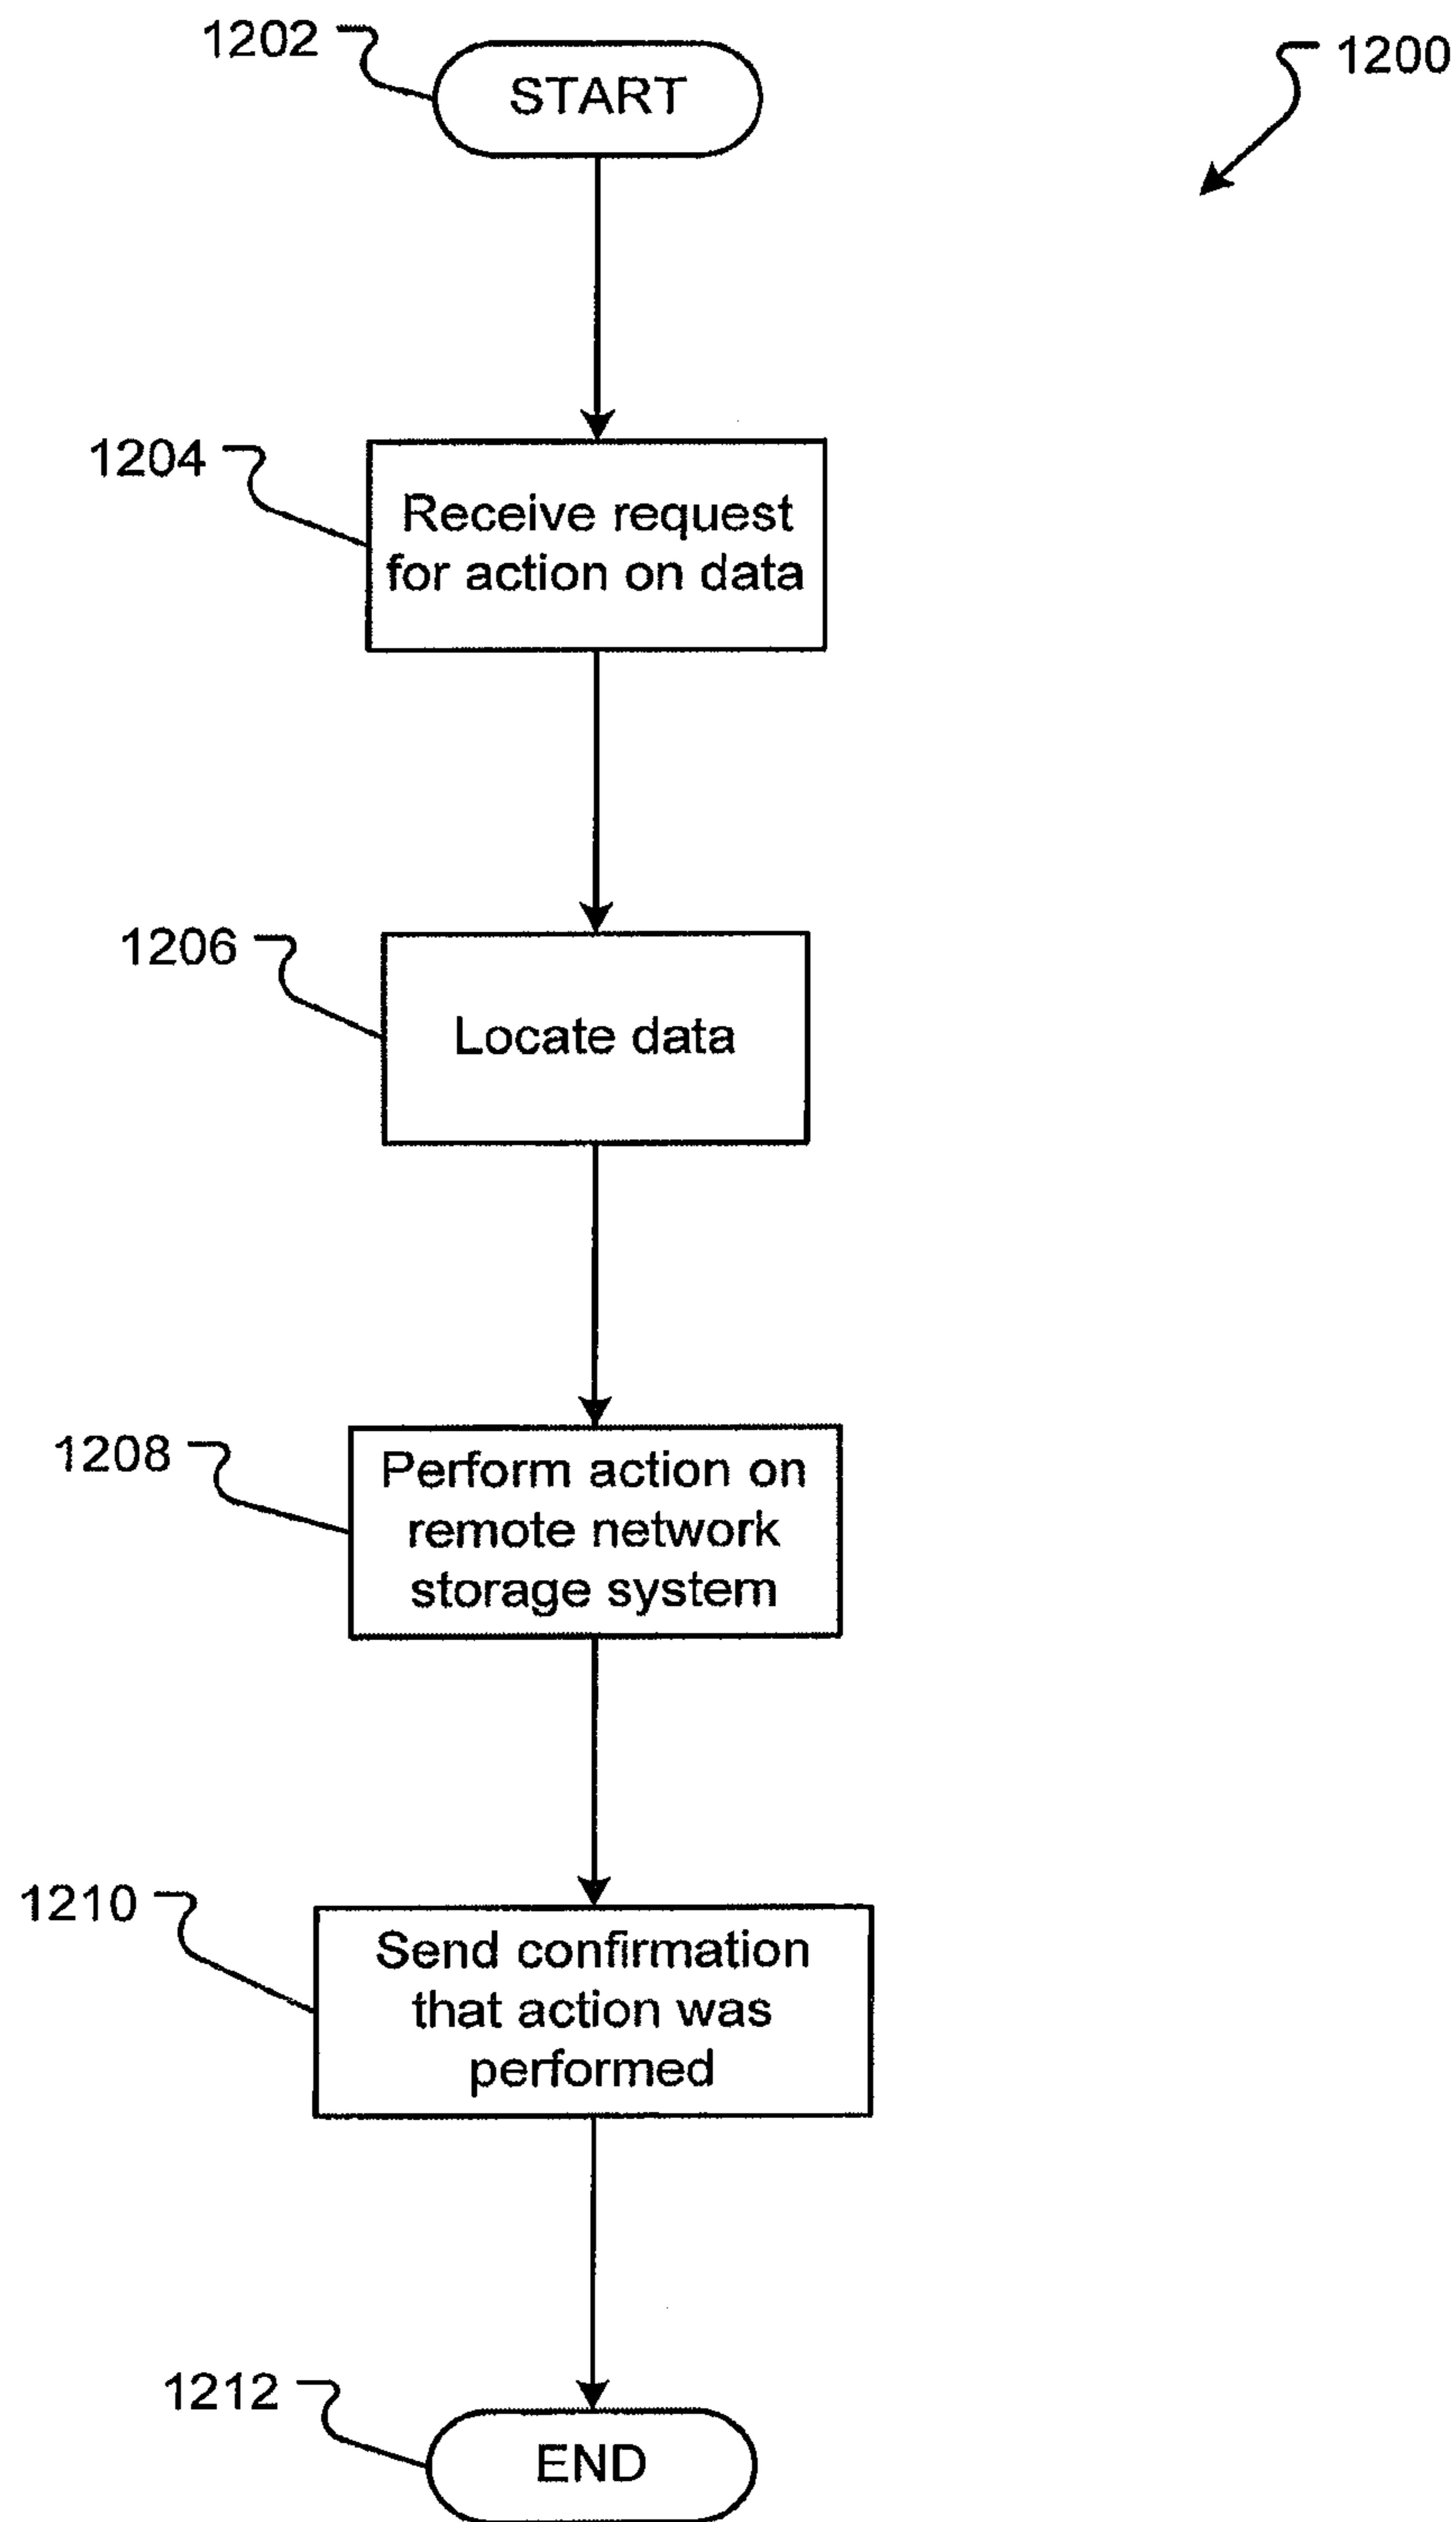 1202
START
1200
1204
Receive request
for action on data
1206
Locate data
1208
Perform action on
remote network
storage system
1210
Send confirmation
that action was
performed
1212
END